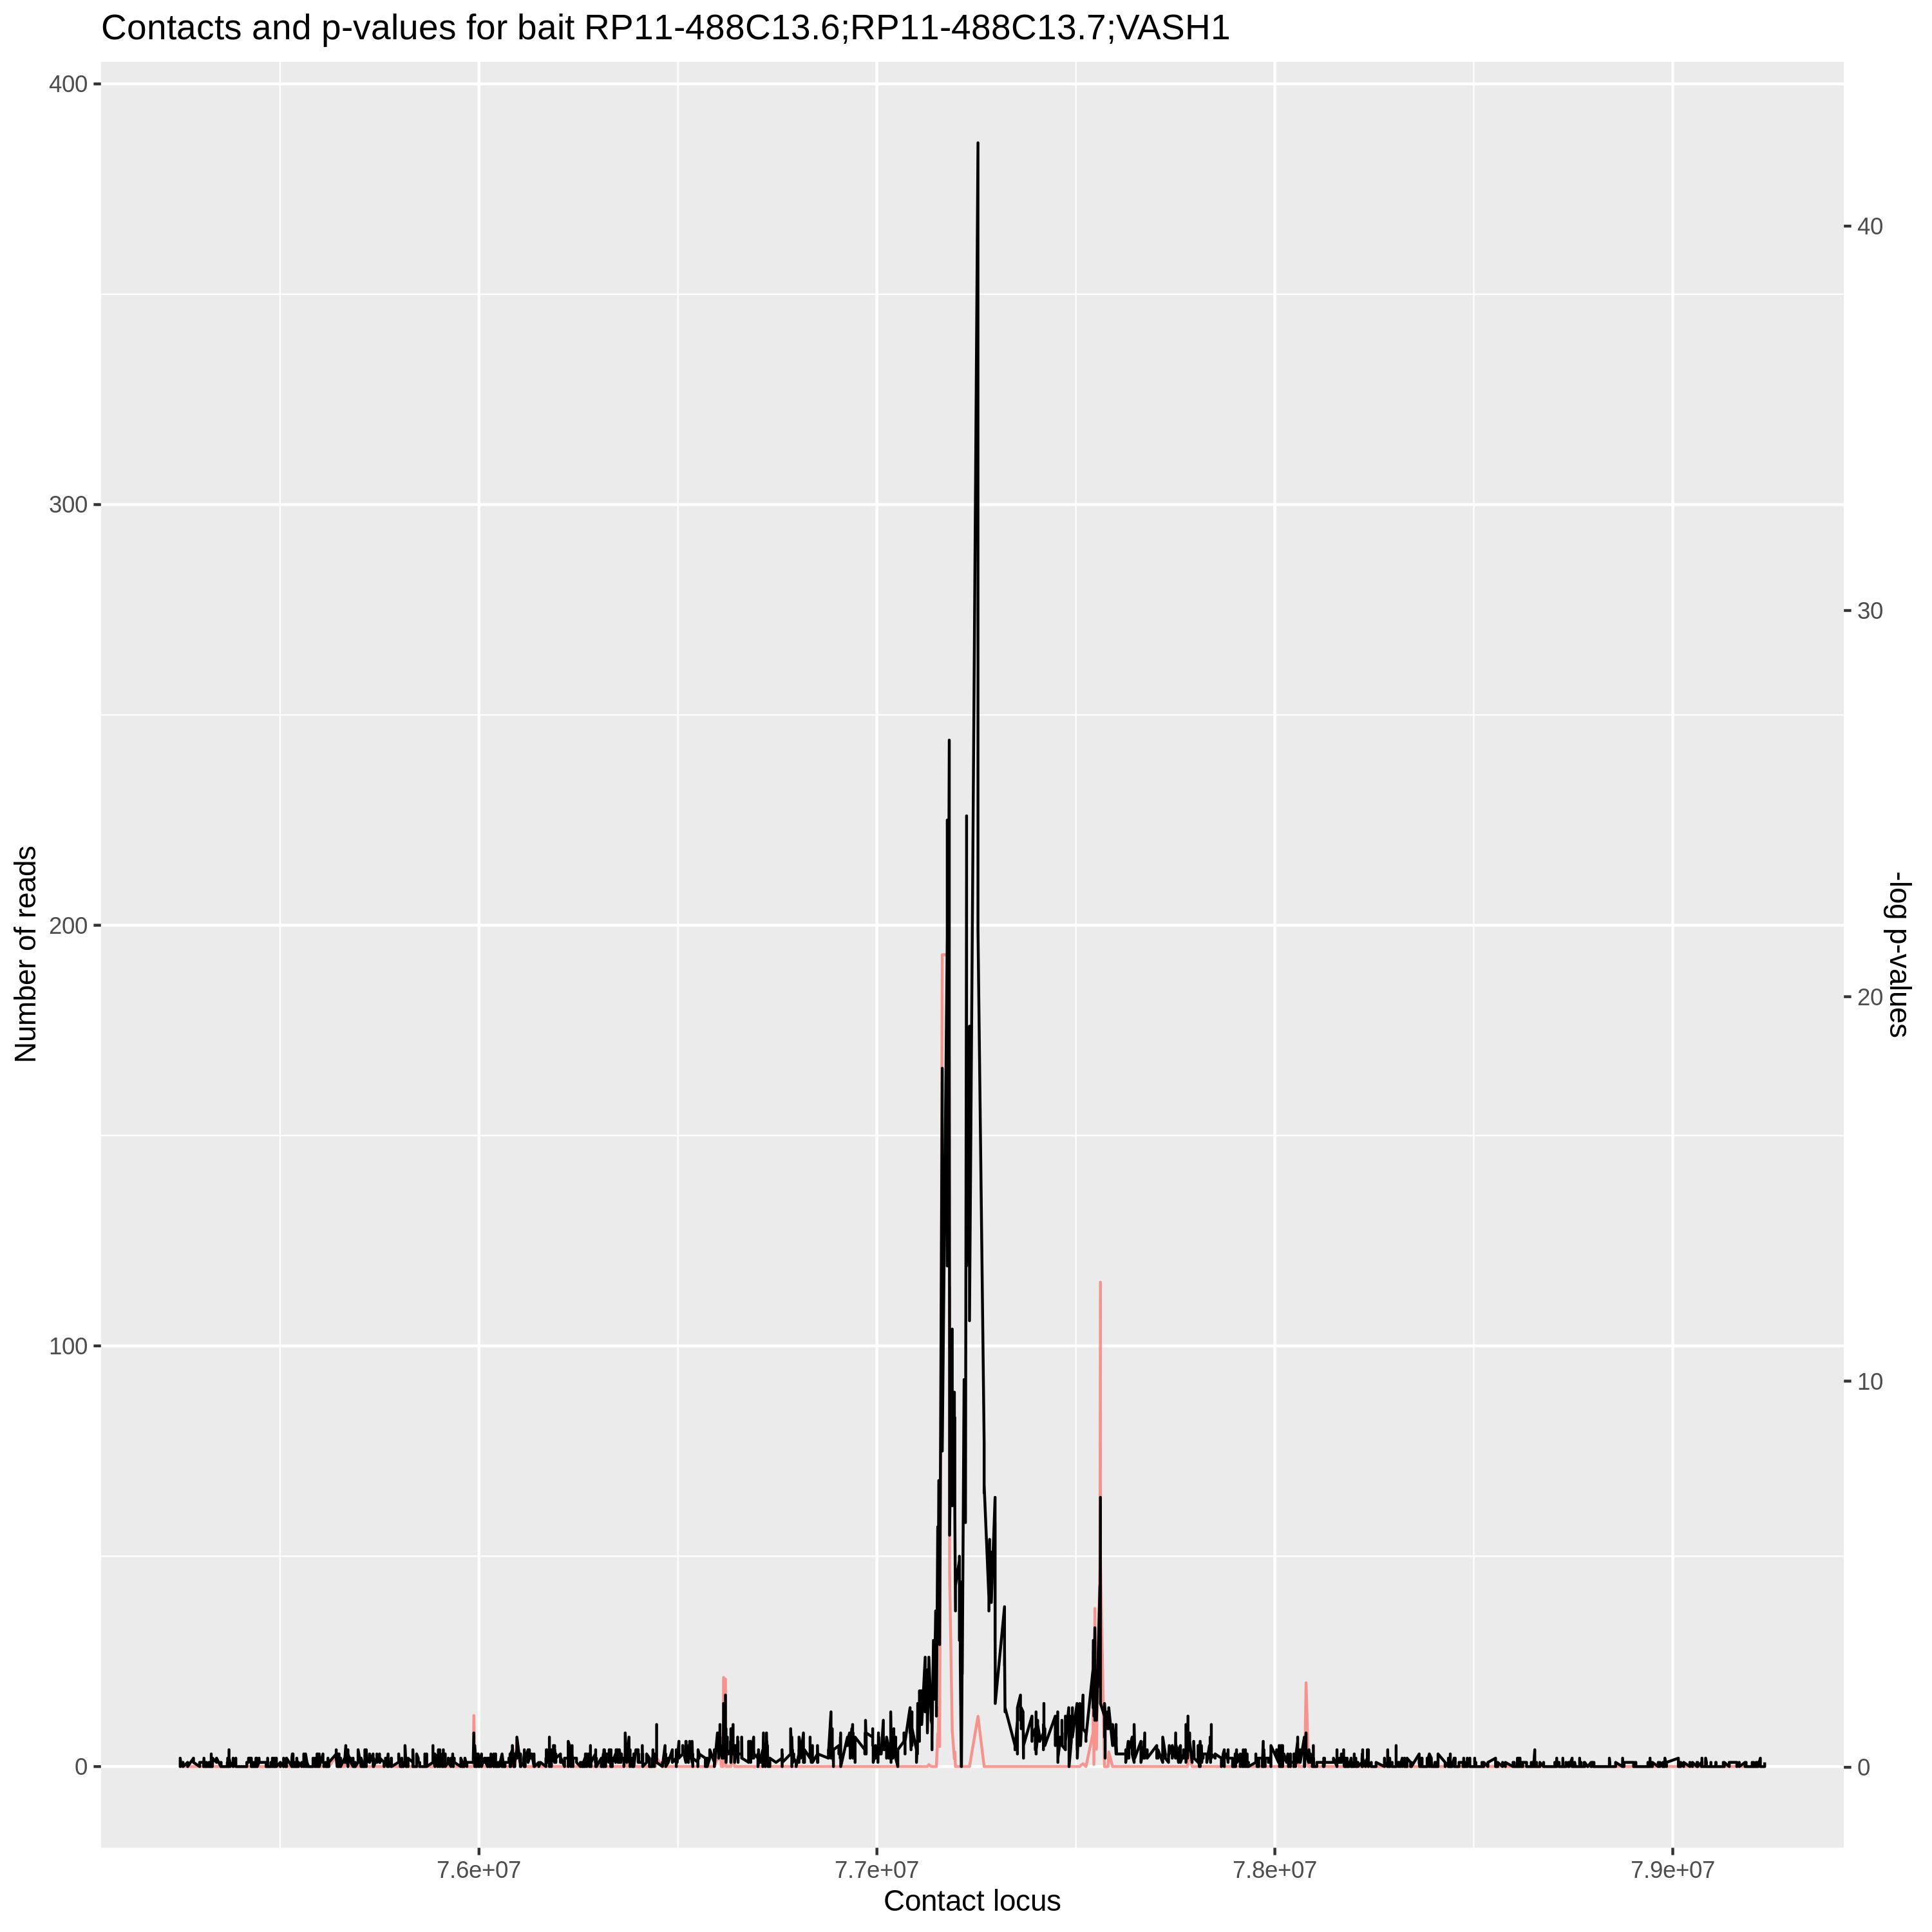 Contacts and p-values for bait RP11-488C13.6;RP11-488C13.7;VASH1
400
300
200
100
0
Number of reads
40
30
20
10
0
-log p-values
7.6e+07 7.7e+07 7.8e+07 7.9e+07
Contact locus